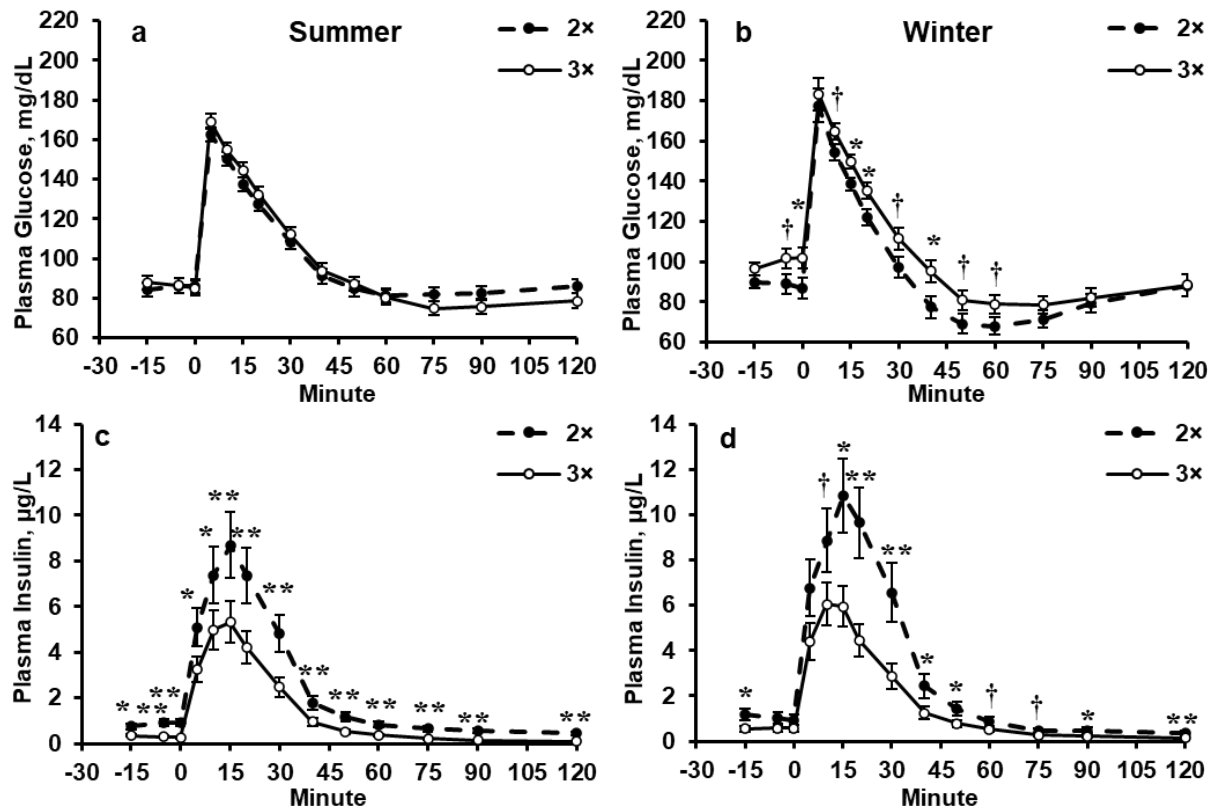 a Summer
2×
3×
Plasma Glucose, mg/dL
220
200
180
160
140
120
100
80
60
-30 -15 0 15 30 45 60 75 90 105 120
Minute
b Winter
2×
3×
Plasma Glucose, mg/dL
220
200
180
160
140
120
100
80
60
† * † * * † * † †
-30 -15 0 15 30 45 60 75 90 105 120
Minute
c
2×
3×
Plasma Insulin, µg/L
14
12
10
8
6
4
2
0
* ** ** * * ** ** ** ** ** ** ** ** **
-30 -15 0 15 30 45 60 75 90 105 120
Minute
d
2×
3×
Plasma Insulin, µg/L
14
12
10
8
6
4
2
0
* † * ** ** * * † † * **
-30 -15 0 15 30 45 60 75 90 105 120
Minute